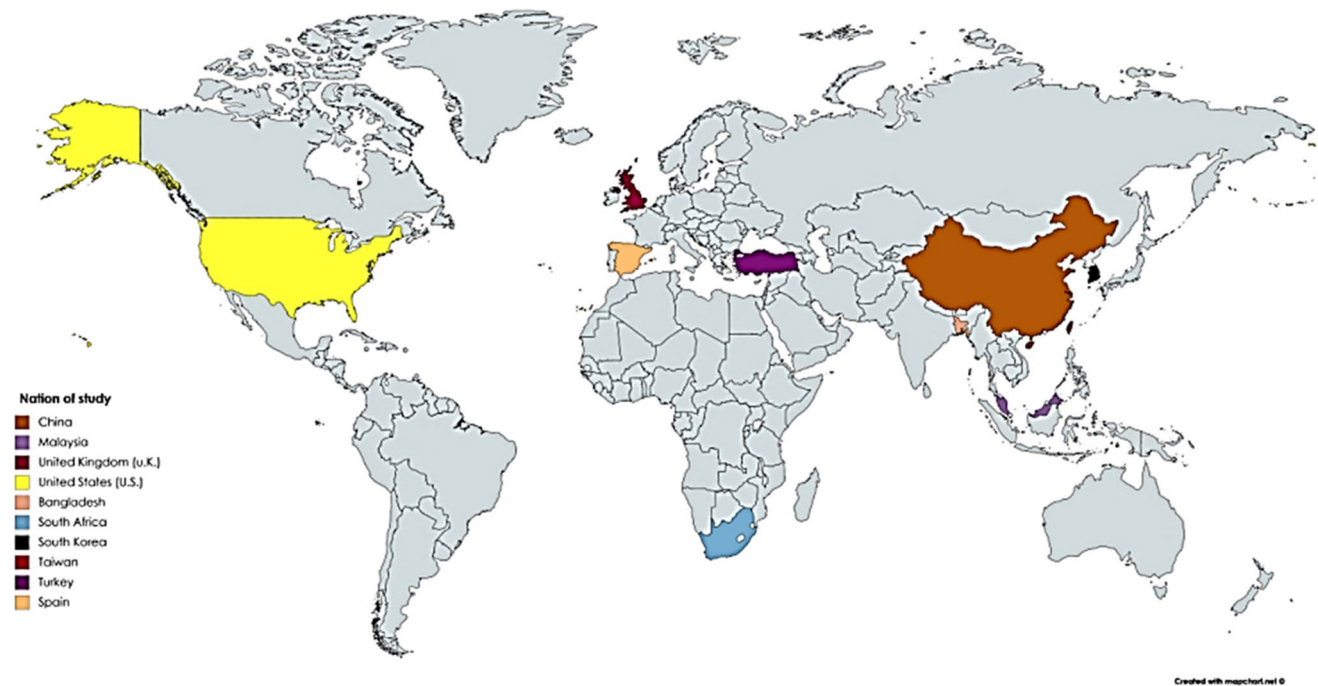 Nation of study
China
Malaysia
United Kingdom (u.K.)
United States (U.S.)
Bangladesh
South Africa
South Korea
Taiwan
Turkey
Spain
Created with mapchart.net ©